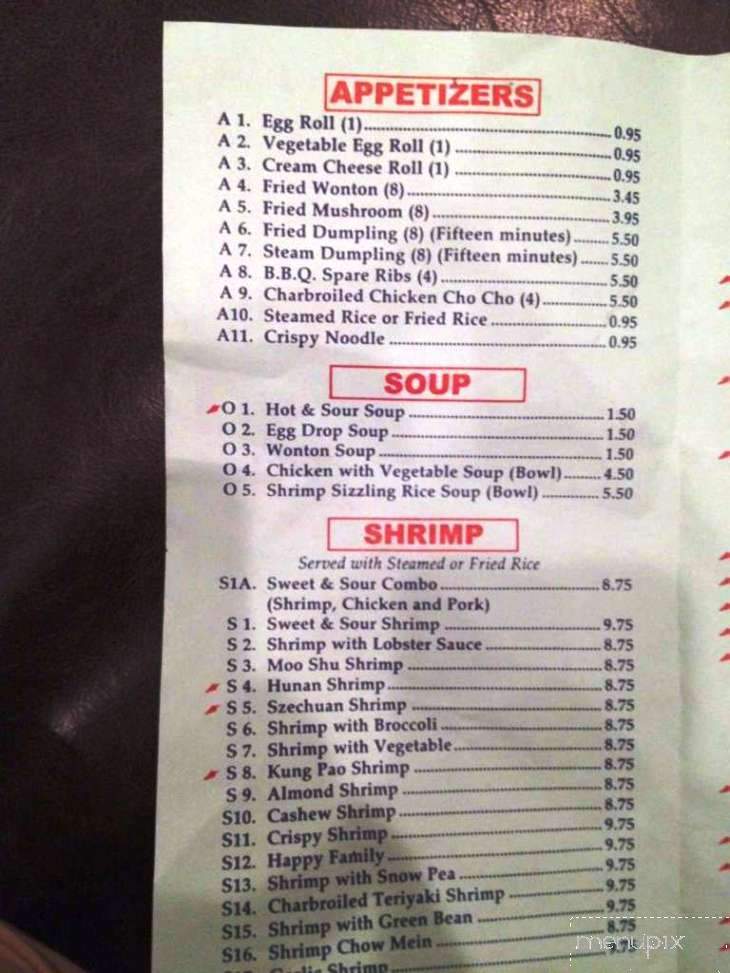 APPETIZERS
A 1. Egg Roll (1) 0.95
A 2. Vegetable Egg Roll (1) 0.95
A 3. Cream Cheese Roll (1) 0.95
A 4. Fried Wonton (8) 3.45
A 5. Fried Mushroom (8) 3.95
A 6. Fried Dumpling (8) (Fifteen minutes) 5.50
A 7. Steam Dumpling (8) (Fifteen minutes) 5.50
A 8. B.B.Q. Spare Ribs (4) 5.50
A 9. Charbroiled Chicken Cho Cho (4) 5.50
A10. Steamed Rice or Fried Rice 0.95
A11. Crispy Noodle 0.95
SOUP
O 1. Hot & Sour Soup 1.50
O 2. Egg Drop Soup 1.50
O 3. Wonton Soup 1.50
O 4. Chicken with Vegetable Soup (Bowl) 4.50
O 5. Shrimp Sizzling Rice Soup (Bowl) 5.50
SHRIMP
Served with Steamed or Fried Rice
S1A. Sweet & Sour Combo 8.75
(Shrimp, Chicken and Pork)
S 1. Sweet & Sour Shrimp 9.75
S 2. Shrimp with Lobster Sauce 8.75
S 3. Moo Shu Shrimp 8.75
S 4. Hunan Shrimp 8.75
S 5. Szechuan Shrimp 8.75
S 6. Shrimp with Broccoli 8.75
S 7. Shrimp with Vegetable 8.75
S 8. Kung Pao Shrimp 8.75
S 9. Almond Shrimp 8.75
S10. Cashew Shrimp 8.75
S11. Crispy Shrimp 9.75
S12. Happy Family 9.75
S13. Shrimp with Snow Pea 9.75
S14. Charbroiled Teriyaki Shrimp 9.75
S15. Shrimp with Green Bean 9.75
S16. Shrimp Chow Mein 8.75
Garlic Shrimp
menupix